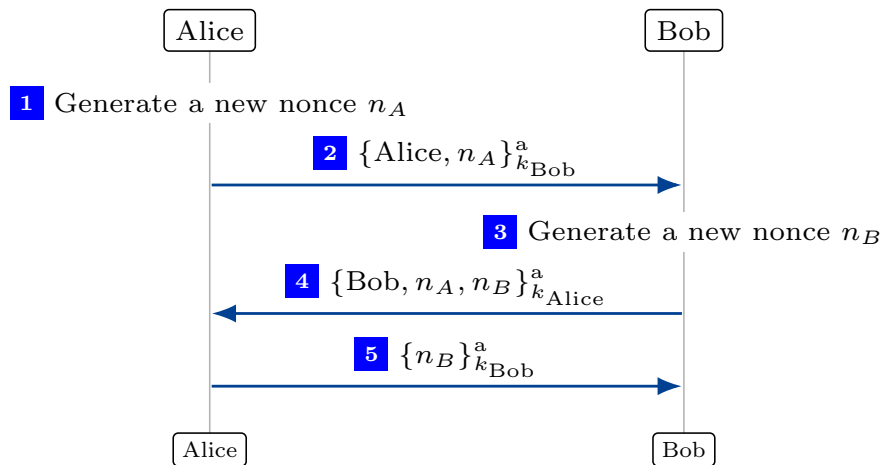 Alice Bob
1 Generate a new nonce n_A
2 {Alice, n_A}^a_{k_Bob}
3 Generate a new nonce n_B
4 {Bob, n_A, n_B}^a_{k_Alice}
5 {n_B}^a_{k_Bob}
Alice Bob